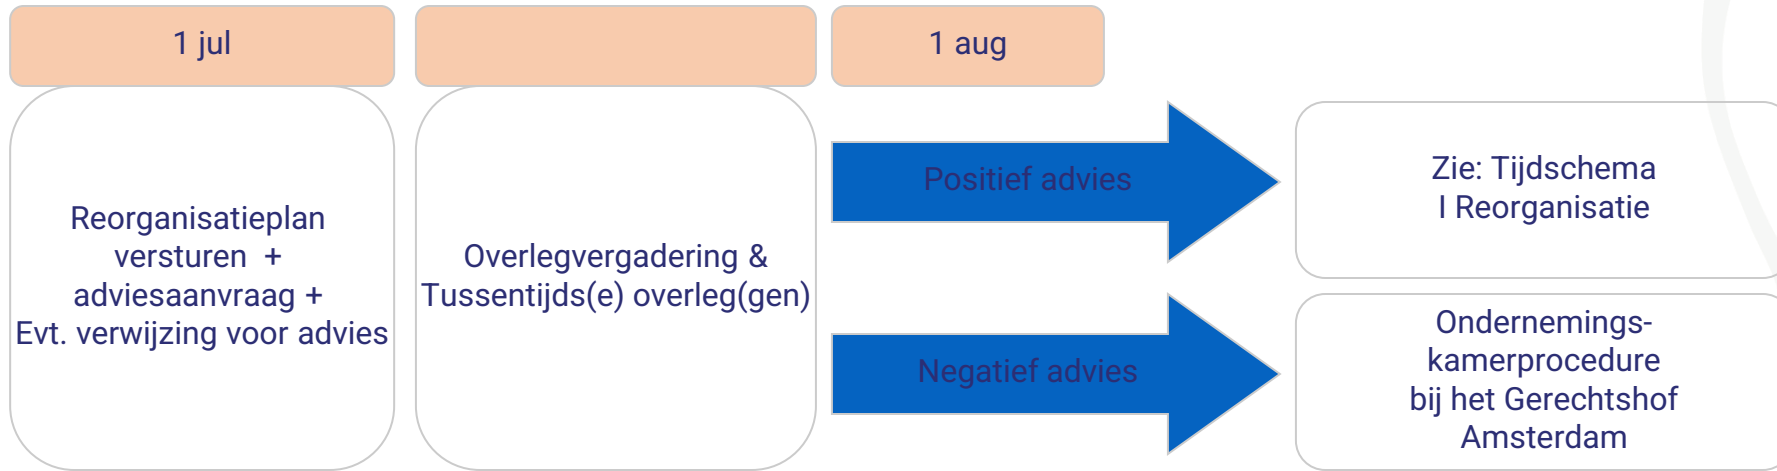 1 jul
1 aug
Reorganisatieplan
versturen +
adviesaanvraag +
Evt. verwijzing voor advies
Overlegvergadering &
Tussentijds(e) overleg(gen)
Positief advies
Negatief advies
Zie: Tijdschema
I Reorganisatie
Ondernemings-
kamerprocedure
bij het Gerechtshof
Amsterdam